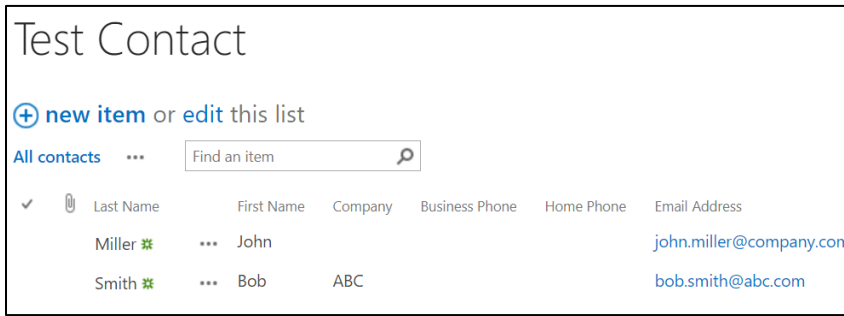 Test Contact
new item or edit this list
All contacts ... Find an item
Last Name First Name Company Business Phone Home Phone Email Address
Miller ... John john.miller@company.com
Smith ... Bob ABC bob.smith@abc.com